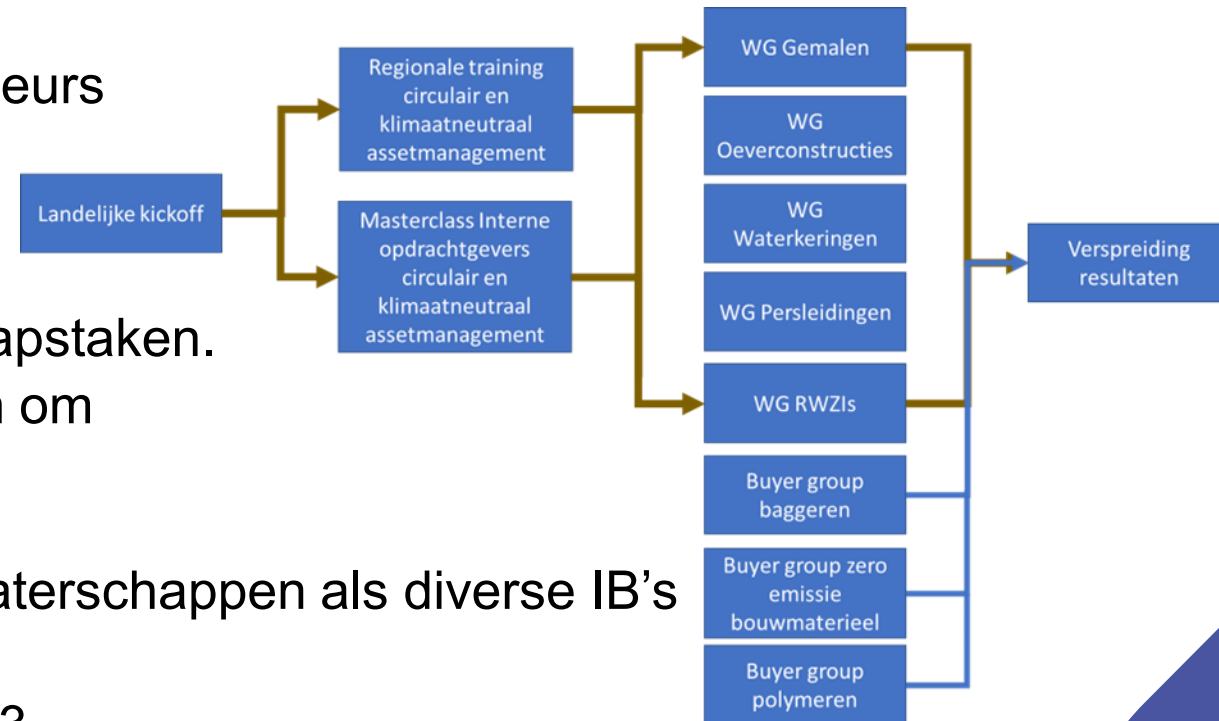 eurs
apstaken.
n om
aterschappen als diverse IB's
Landelijke kickoff
Regionale training
circulair en
klimaatneutraal
assetmanagement
Masterclass Interne
opdrachtgevers
circulair en
klimaatneutraal
assetmanagement
WG Gemalen
WG
Oeverconstructies
WG
Waterkeringen
WG Persleidingen
WG RWZIs
Buyer group
baggeren
Buyer group zero
emissie
bouwmaterieel
Buyer group
polymeren
Verspreiding
resultaten